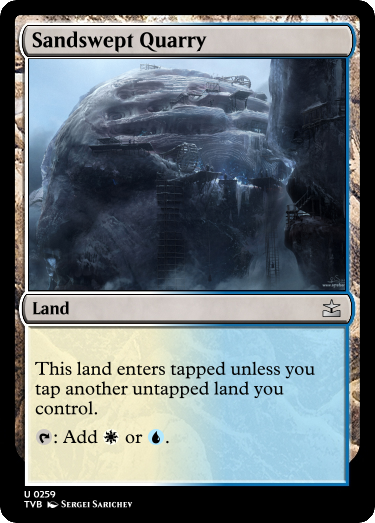 Sandswept Quarry
Land
This land enters tapped unless you
tap another untapped land you
control.
: Add or .
U 0259
TVB Sergei Sarichev